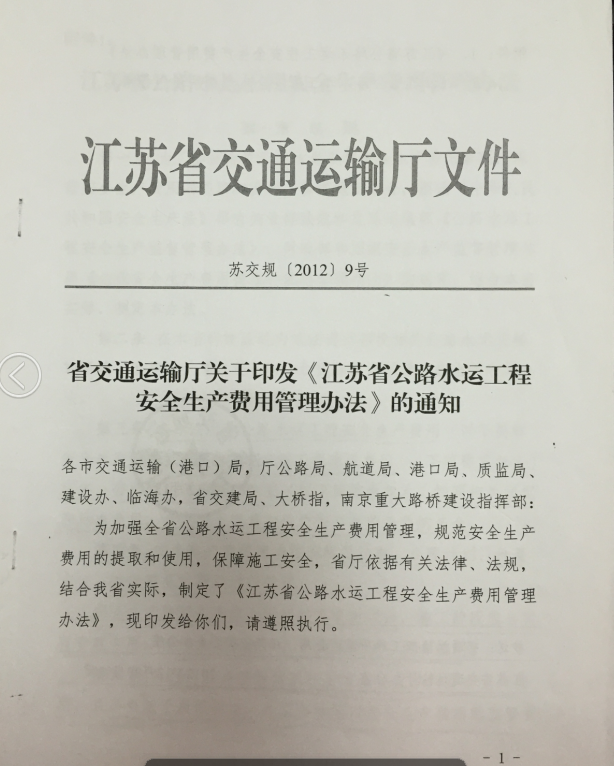 江苏省交通运输厅文件
苏交规〔2012〕9号
省交通运输厅关于印发《江苏省公路水运工程
安全生产费用管理办法》的通知
各市交通运输（港口）局，厅公路局、航道局、港口局、质监局、
建设办、临海办，省交建局、大桥指，南京重大路桥建设指挥部：
为加强全省公路水运工程安全生产费用管理，规范安全生产
费用的提取和使用，保障施工安全，省厅依据有关法律、法规，
结合我省实际，制定了《江苏省公路水运工程安全生产费用管理
办法》，现印发给你们，请遵照执行。
- 1 -